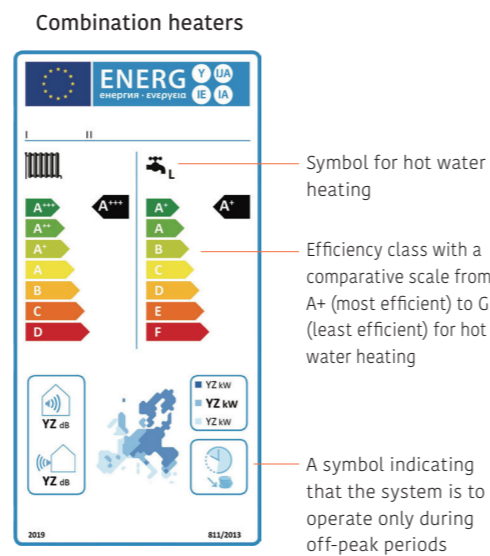 Combination heaters
ENERG Y IJA IE IA
енергия · ενεργεια
I II
L
A+++ A+++
A++
A+
A
B
C
D
A+ A+
A
B
C
D
E
F
Symbol for hot water
heating
Efficiency class with a
comparative scale from
A+ (most efficient) to G
(least efficient) for hot
water heating
YZ dB
YZ dB
YZ kW
YZ kW
YZ kW
A symbol indicating
that the system is to
operate only during
off-peak periods
2019 811/2013